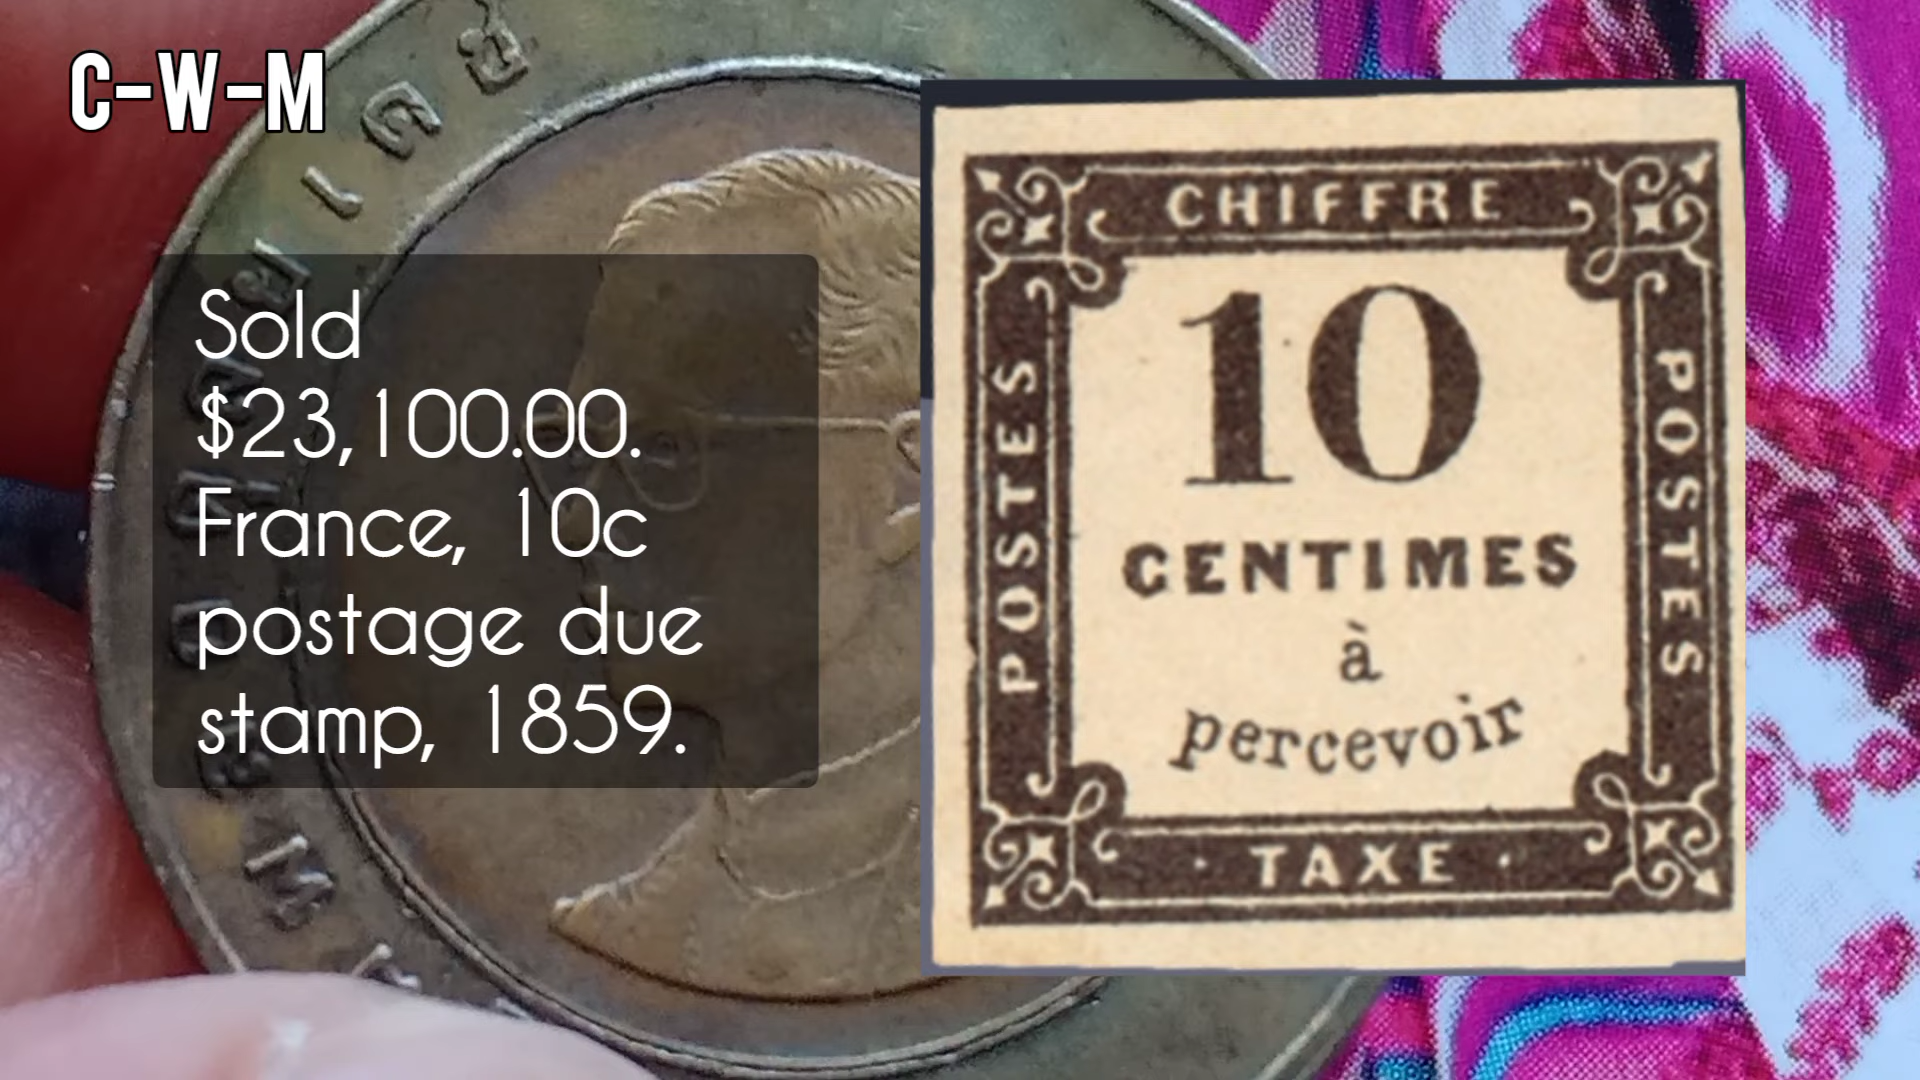 C-W-M
Sold
$23,100.00.
France, 10c
postage due
stamp, 1859.
CHIFFRE
POSTES
10
CENTIMES
à
percevoir
POSTES
TAXE